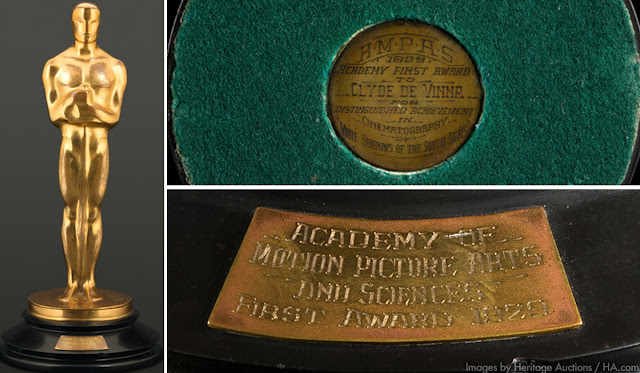 A·M·P·A·S
1929
ACADEMY FIRST AWARD
TO
CLYDE DE VINNA
FOR
DISTINGUISHED ACHIEVEMENT
IN
CINEMATOGRAPHY
OF
WHITE SHADOWS OF THE SOUTH SEAS
ACADEMY OF
MOTION PICTURE ARTS
AND SCIENCES
FIRST AWARD 1929
Images by Heritage Auctions / HA.com